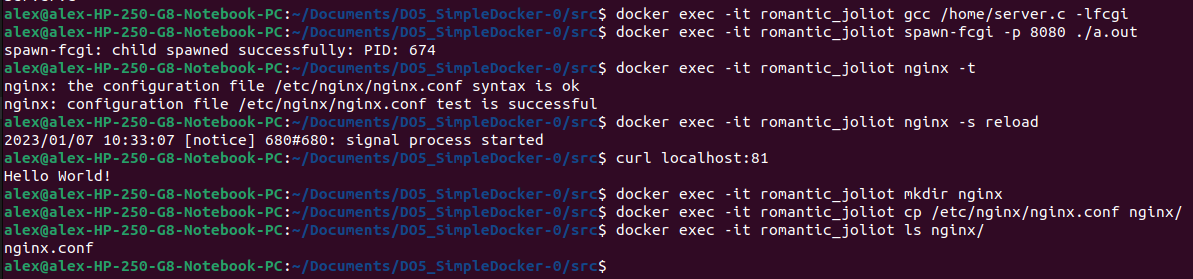 alex@alex-HP-250-G8-Notebook-PC:~/Documents/DO5_SimpleDocker-0/src$ docker exec -it romantic_joliot gcc /home/server.c -lfcgi
alex@alex-HP-250-G8-Notebook-PC:~/Documents/DO5_SimpleDocker-0/src$ docker exec -it romantic_joliot spawn-fcgi -p 8080 ./a.out
spawn-fcgi: child spawned successfully: PID: 674
alex@alex-HP-250-G8-Notebook-PC:~/Documents/DO5_SimpleDocker-0/src$ docker exec -it romantic_joliot nginx -t
nginx: the configuration file /etc/nginx/nginx.conf syntax is ok
nginx: configuration file /etc/nginx/nginx.conf test is successful
alex@alex-HP-250-G8-Notebook-PC:~/Documents/DO5_SimpleDocker-0/src$ docker exec -it romantic_joliot nginx -s reload
2023/01/07 10:33:07 [notice] 680#680: signal process started
alex@alex-HP-250-G8-Notebook-PC:~/Documents/DO5_SimpleDocker-0/src$ curl localhost:81
Hello World!
alex@alex-HP-250-G8-Notebook-PC:~/Documents/DO5_SimpleDocker-0/src$ docker exec -it romantic_joliot mkdir nginx
alex@alex-HP-250-G8-Notebook-PC:~/Documents/DO5_SimpleDocker-0/src$ docker exec -it romantic_joliot cp /etc/nginx/nginx.conf nginx/
alex@alex-HP-250-G8-Notebook-PC:~/Documents/DO5_SimpleDocker-0/src$ docker exec -it romantic_joliot ls nginx/
nginx.conf
alex@alex-HP-250-G8-Notebook-PC:~/Documents/DO5_SimpleDocker-0/src$